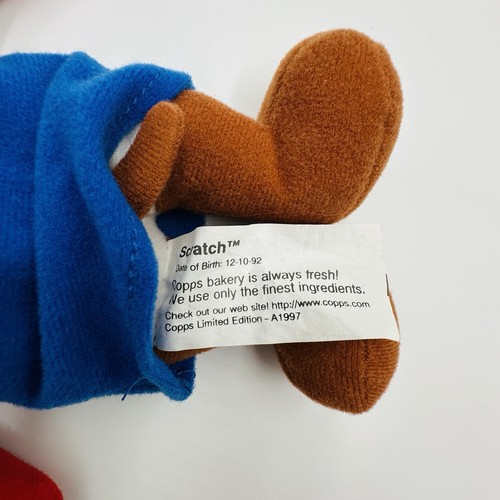 Scratch™
Date of Birth: 12-10-92
Copps bakery is always fresh!
We use only the finest ingredients.
Check out our web site! http://www.copps.com
Copps Limited Edition - A1997